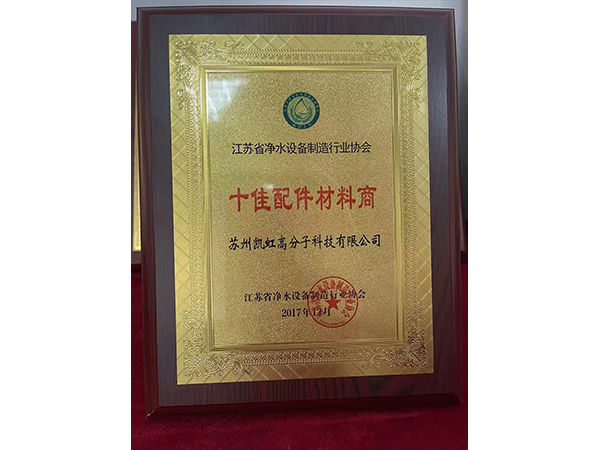 江苏省净水设备制造行业协会
十佳配件材料商
苏州凯虹高分子科技有限公司
江苏省净水设备制造行业协会
2017年12月